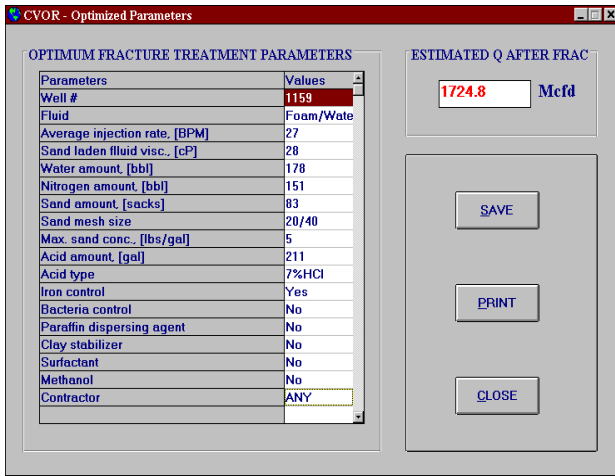 CVOR - Optimized Parameters
OPTIMUM FRACTURE TREATMENT PARAMETERS
Parameters Values
Well # 1159
Fluid Foam/Wate
Average injection rate, [BPM] 27
Sand laden flluid visc., [cP] 28
Water amount, [bbl] 178
Nitrogen amount, [bbl] 151
Sand amount, [sacks] 83
Sand mesh size 20/40
Max. sand conc., [lbs/gal] 5
Acid amount, [gal] 211
Acid type 7%HCl
Iron control Yes
Bacteria control No
Paraffin dispersing agent No
Clay stabilizer No
Surfactant No
Methanol No
Contractor ANY
ESTIMATED Q AFTER FRAC
1724.8 Mcfd
SAVE
PRINT
CLOSE